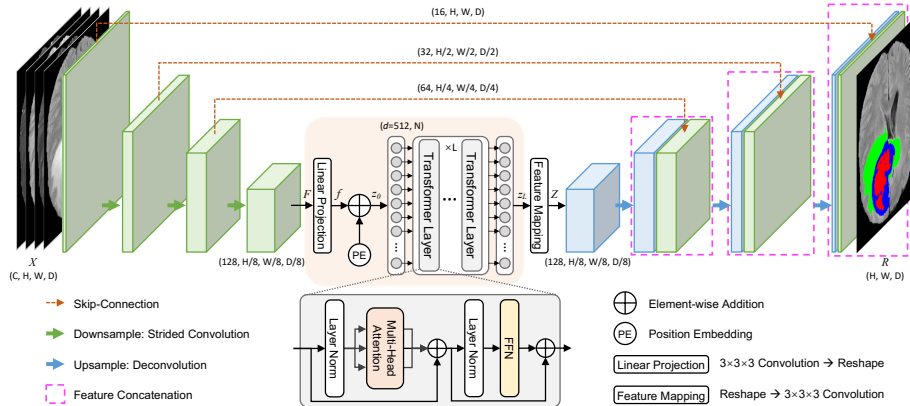 (16, H, W, D)
(32, H/2, W/2, D/2)
(64, H/4, W/4, D/4)
(d=512, N)
×L
F
Linear Projection
f
z₀
PE
Transformer Layer
...
Transformer Layer
z_L
Feature Mapping
Z
X
(C, H, W, D)
(128, H/8, W/8, D/8)
(128, H/8, W/8, D/8)
R
(H, W, D)
Layer Norm
Multi-Head
Attention
Layer Norm
FFN
Skip-Connection
Downsample: Strided Convolution
Upsample: Deconvolution
Feature Concatenation
Element-wise Addition
PE Position Embedding
Linear Projection 3×3×3 Convolution → Reshape
Feature Mapping Reshape → 3×3×3 Convolution